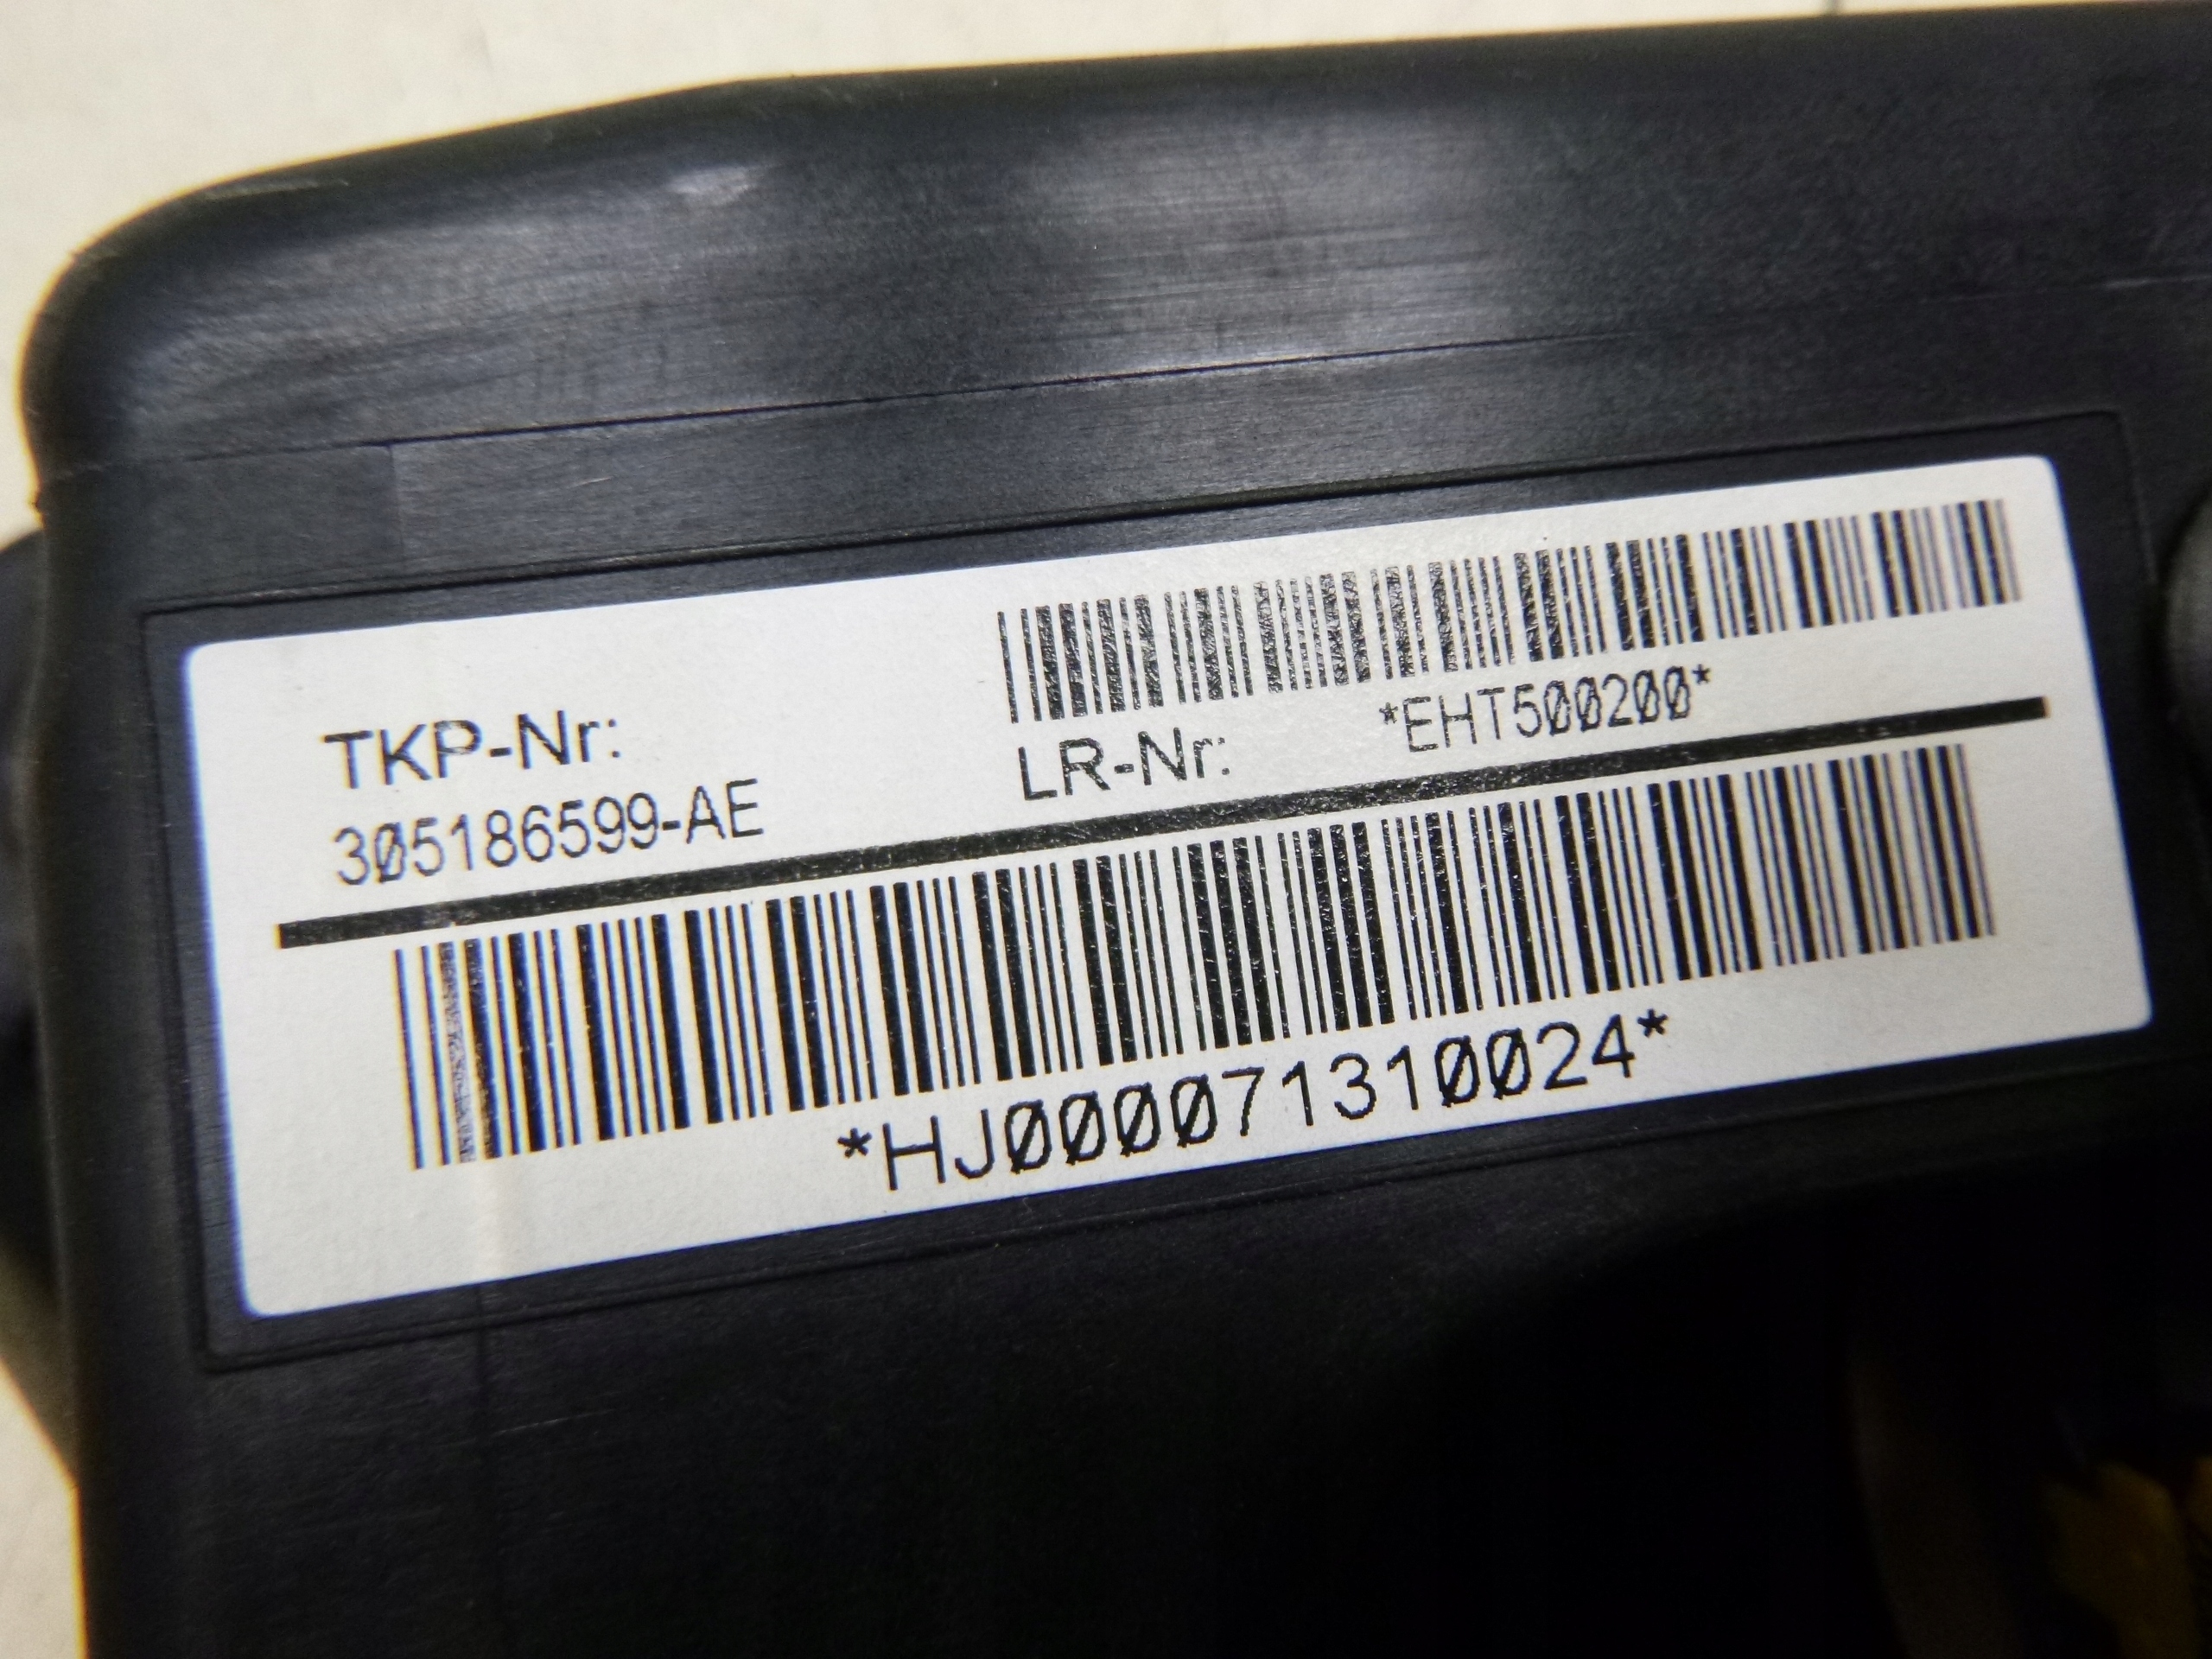 TKP-Nr:
305186599-AE
LR-Nr: *EHT500200*
*HJ000071310024*